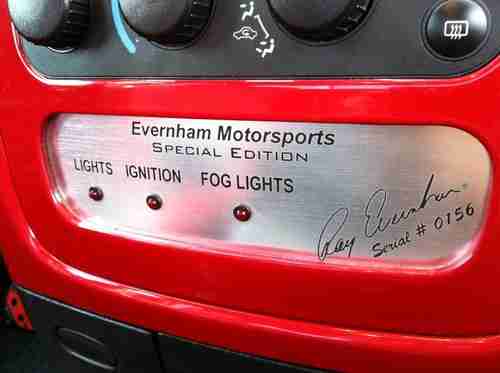 Evernham Motorsports
Special Edition
LIGHTS IGNITION FOG LIGHTS
Ray Evernham
Serial # 0156